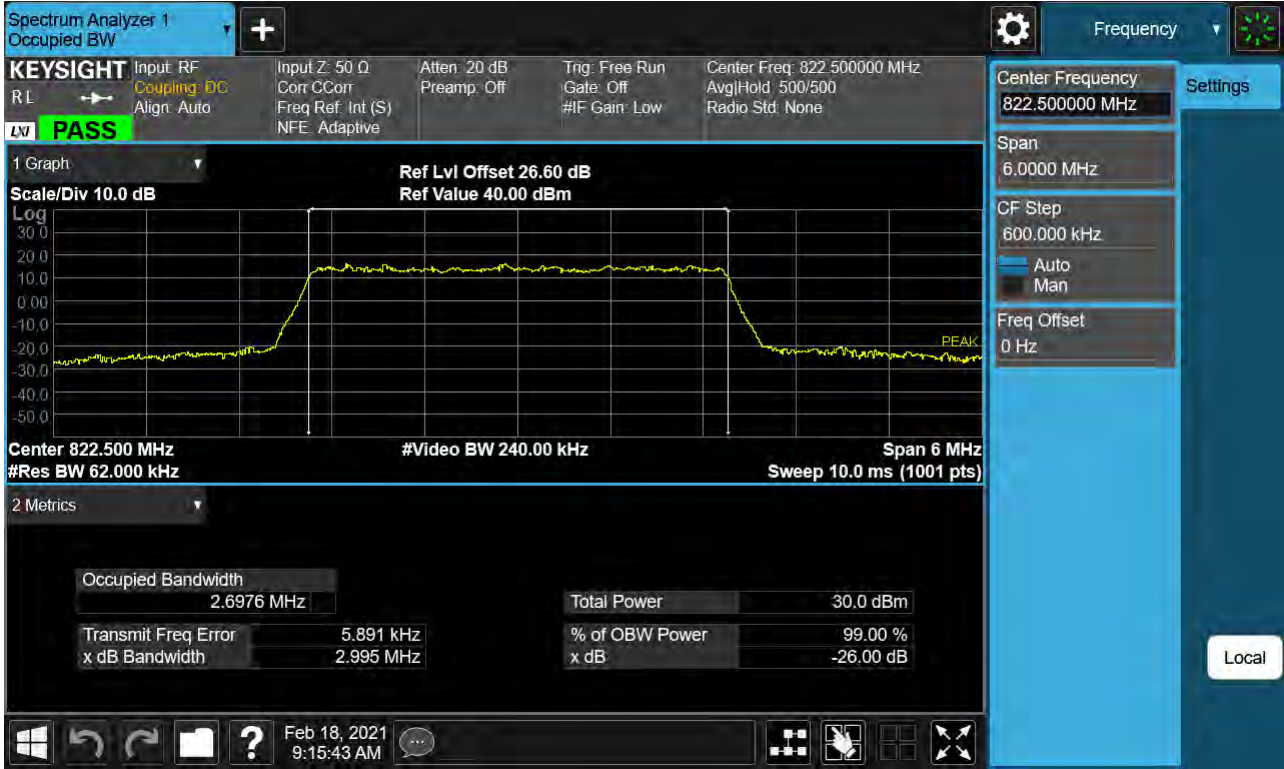 Spectrum Analyzer 1
Occupied BW
Frequency
KEYSIGHT
R L
LXI
PASS
Input: RF
Coupling: DC
Align: Auto
Input Z: 50 Ω
Corr CCorr
Freq Ref: Int (S)
NFE: Adaptive
Atten: 20 dB
Preamp: Off
Trig: Free Run
Gate: Off
#IF Gain: Low
Center Freq: 822.500000 MHz
Avg|Hold: 500/500
Radio Std: None
Center Frequency
822.500000 MHz
Settings
Span
6.0000 MHz
CF Step
600.000 kHz
Auto
Man
Freq Offset
0 Hz
1 Graph
Scale/Div 10.0 dB
Ref Lvl Offset 26.60 dB
Ref Value 40.00 dBm
Log
30.0
20.0
10.0
0.00
-10.0
-20.0
-30.0
-40.0
-50.0
PEAK
Center 822.500 MHz
#Video BW 240.00 kHz
Span 6 MHz
#Res BW 62.000 kHz
Sweep 10.0 ms (1001 pts)
2 Metrics
Occupied Bandwidth
2.6976 MHz
Total Power 30.0 dBm
Transmit Freq Error 5.891 kHz
% of OBW Power 99.00 %
x dB Bandwidth 2.995 MHz
x dB -26.00 dB
Local
?
Feb 18, 2021
9:15:43 AM